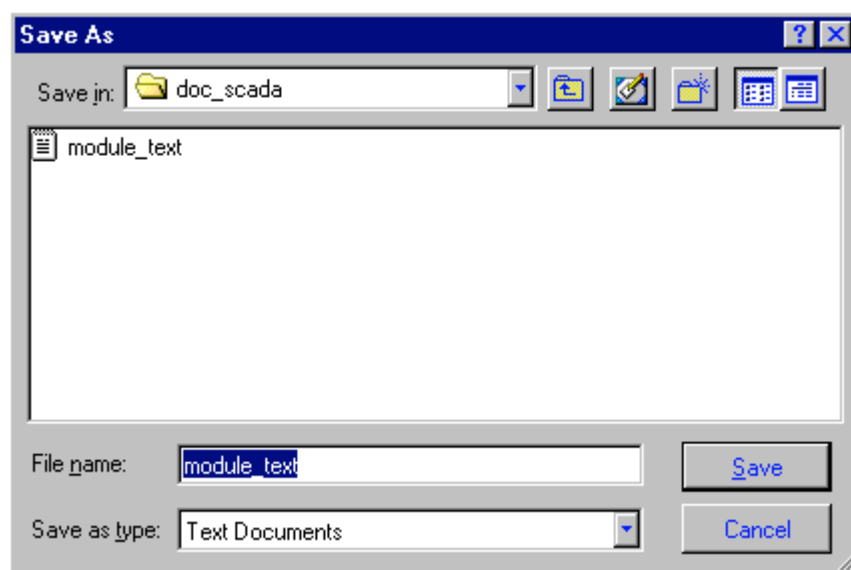 Save As
Save in: doc_scada
module_text
File name: module_text Save
Save as type: Text Documents Cancel